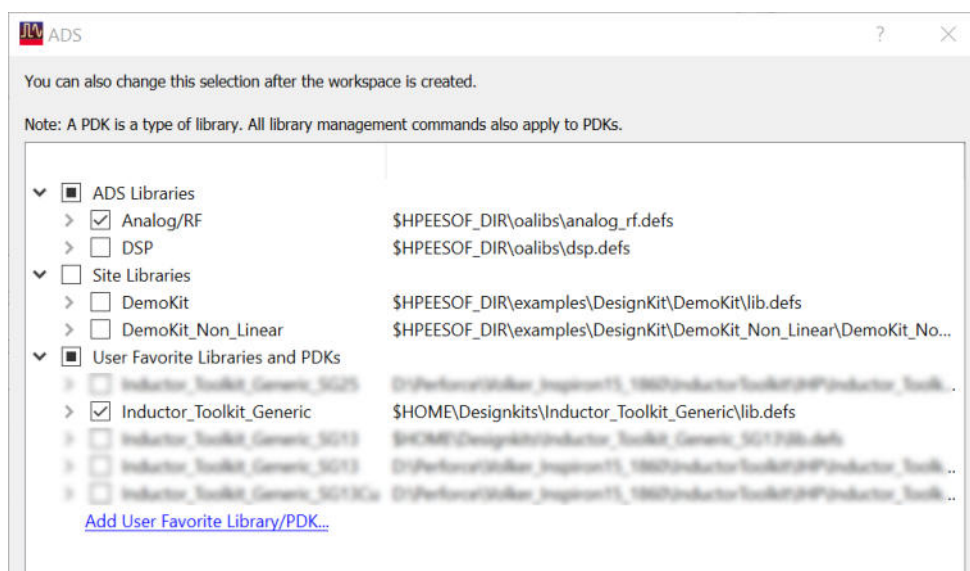 ADS
You can also change this selection after the workspace is created.
Note: A PDK is a type of library. All library management commands also apply to PDKs.
ADS Libraries
Analog/RF $HPEESOF_DIR\oalibs\analog_rf.defs
DSP $HPEESOF_DIR\oalibs\dsp.defs
Site Libraries
DemoKit $HPEESOF_DIR\examples\DesignKit\DemoKit\lib.defs
DemoKit_Non_Linear $HPEESOF_DIR\examples\DesignKit\DemoKit_Non_Linear\DemoKit_No...
User Favorite Libraries and PDKs
Inductor_Toolkit_Generic $HOME\Designkits\Inductor_Toolkit_Generic\lib.defs
Add User Favorite Library/PDK...